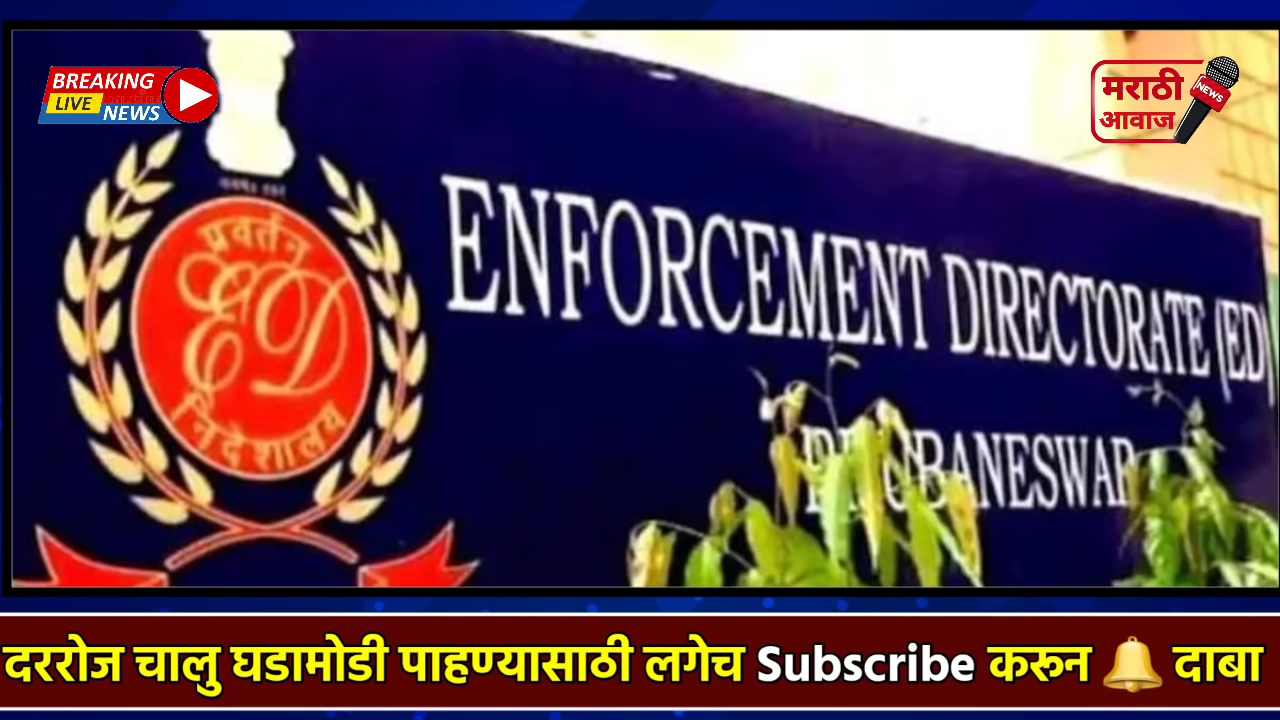 BREAKING
LIVE
NEWS
मराठी
आवाज
NEWS
प्रवर्तन
ED
निदेशालय
ENFORCEMENT DIRECTORATE (ED)
BHUBANESWAR
दररोज चालु घडामोडी पाहण्यासाठी लगेच Subscribe करून 🔔 दाबा